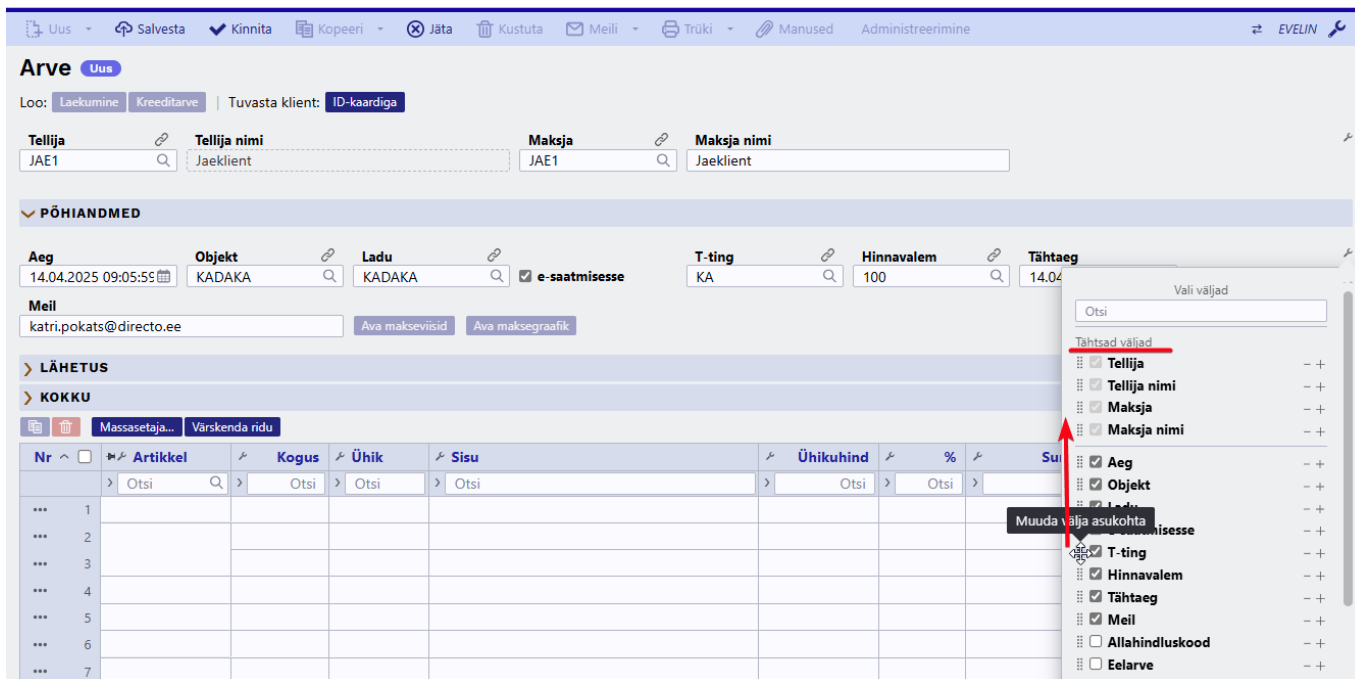 Uus Salvesta Kinnita Kopeeri Jäta Kustuta Meili Trüki Manused Administreerimine EVELIN
Arve Uus
Loo: Laekumine Kreeditarve | Tuvasta klient: ID-kaardiga
Tellija Tellija nimi Maksja Maksja nimi
JAE1 Jaeklient JAE1 Jaeklient
PÕHIANDMED
Aeg Objekt Ladu T-ting Hinnavalem Tähtaeg
14.04.2025 09:05:59 KADAKA KADAKA e-saatmisesse KA 100 14.04
Meil
katri.pokats@directo.ee Ava makseviisid Ava maksegraafik
LÄHETUS
KOKKU
Massasetaja... Värskenda ridu
Nr Artikkel Kogus Ühik Sisu Ühikuhind % Su
Otsi Otsi Otsi Otsi Otsi Otsi
1
2
3
4
5
6
7
Vali väljad
Otsi
Tähtsad väljad
Tellija − +
Tellija nimi − +
Maksja − +
Maksja nimi − +
Aeg − +
Objekt − +
Ladu − +
e-saatmisesse − +
Muuda välja asukohta
T-ting − +
Hinnavalem − +
Tähtaeg − +
Meil − +
Allahindluskood − +
Eelarve − +